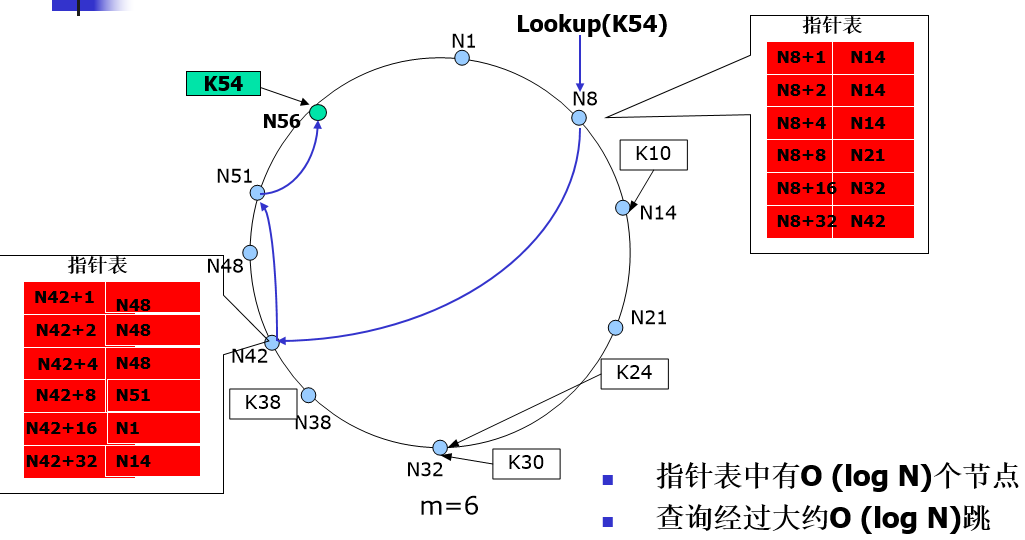 Lookup(K54)
指针表
N8+1 N14
N8+2 N14
N8+4 N14
N8+8 N21
N8+16 N32
N8+32 N42
N1
K54
N56
N8
K10
N51
N14
N48
指针表
N42+1 N48
N42+2 N48
N42+4 N48
N42+8 N51
N42+16 N1
N42+32 N14
N21
N42
K24
K38
N38
N32
K30
m=6
指针表中有O (log N)个节点
查询经过大约O (log N)跳